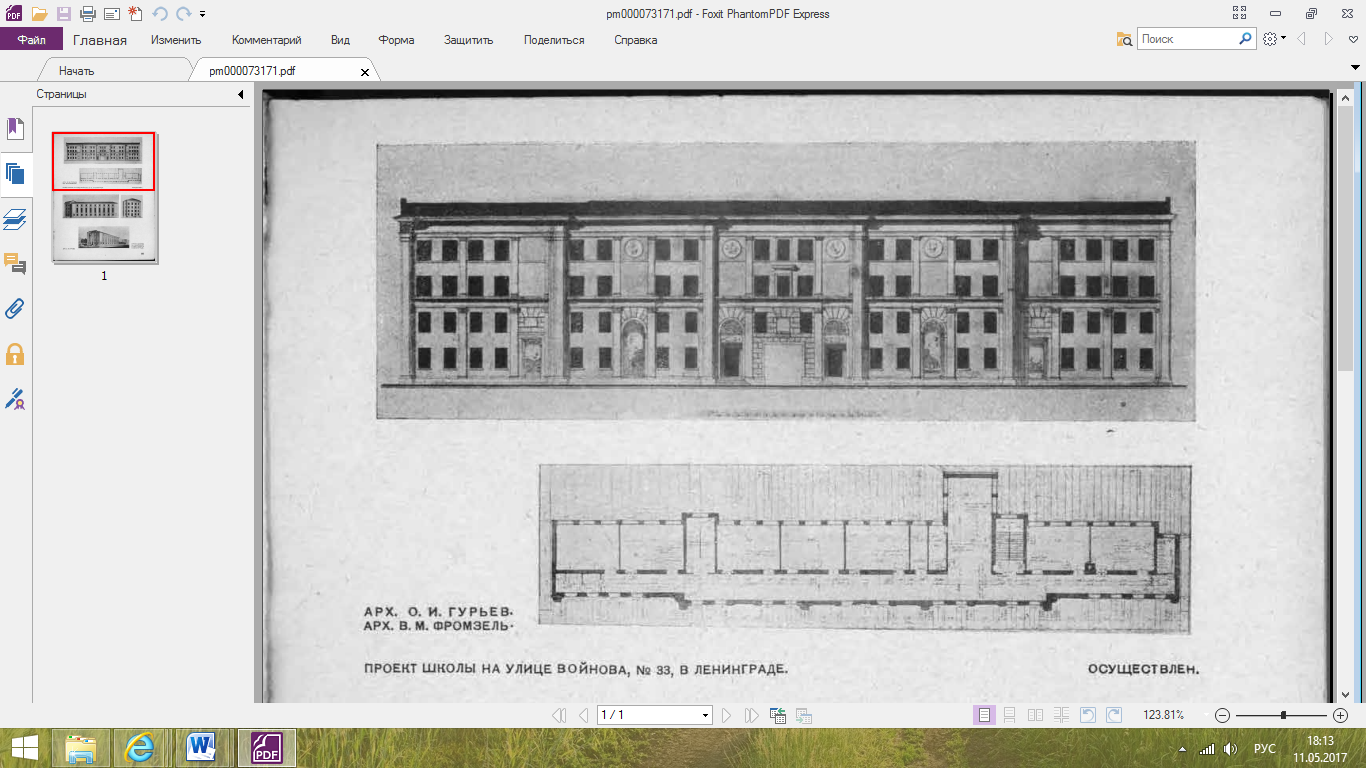 pm000073171.pdf - Foxit PhantomPDF Express
Файл
Главная
Изменить
Комментарий
Вид
Форма
Защитить
Поделиться
Справка
Поиск
Начать
pm000073171.pdf
Страницы
1
АРХ. О. И. ГУРЬЕВ.
АРХ. В. М. ФРОМЗЕЛЬ.
ПРОЕКТ ШКОЛЫ НА УЛИЦЕ ВОЙНОВА, № 33, В ЛЕНИНГРАДЕ.
ОСУЩЕСТВЛЕН.
1 / 1
123.81%
PDF
РУС
18:13
11.05.2017